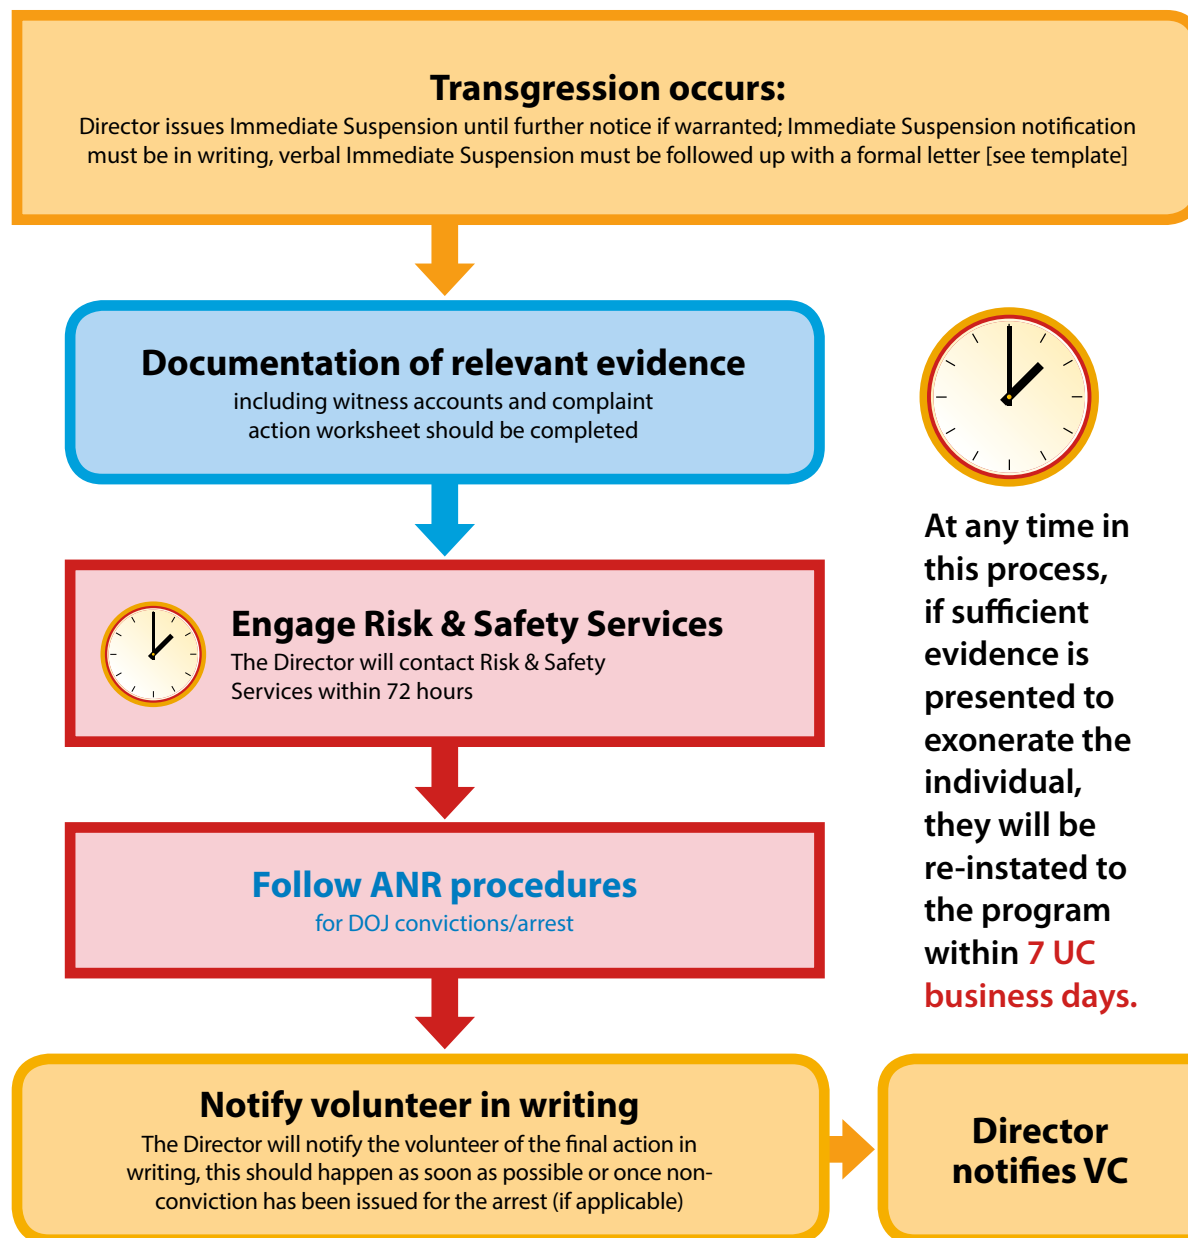 Transgression occurs:
Director issues Immediate Suspension until further notice if warranted; Immediate Suspension notification
must be in writing, verbal Immediate Suspension must be followed up with a formal letter [see template]
Documentation of relevant evidence
including witness accounts and complaint
action worksheet should be completed
Engage Risk & Safety Services
The Director will contact Risk & Safety
Services within 72 hours
Follow ANR procedures
for DOJ convictions/arrest
At any time in
this process,
if sufficient
evidence is
presented to
exonerate the
individual,
they will be
re-instated to
the program
within 7 UC
business days.
Notify volunteer in writing
The Director will notify the volunteer of the final action in
writing, this should happen as soon as possible or once non-
conviction has been issued for the arrest (if applicable)
Director
notifies VC